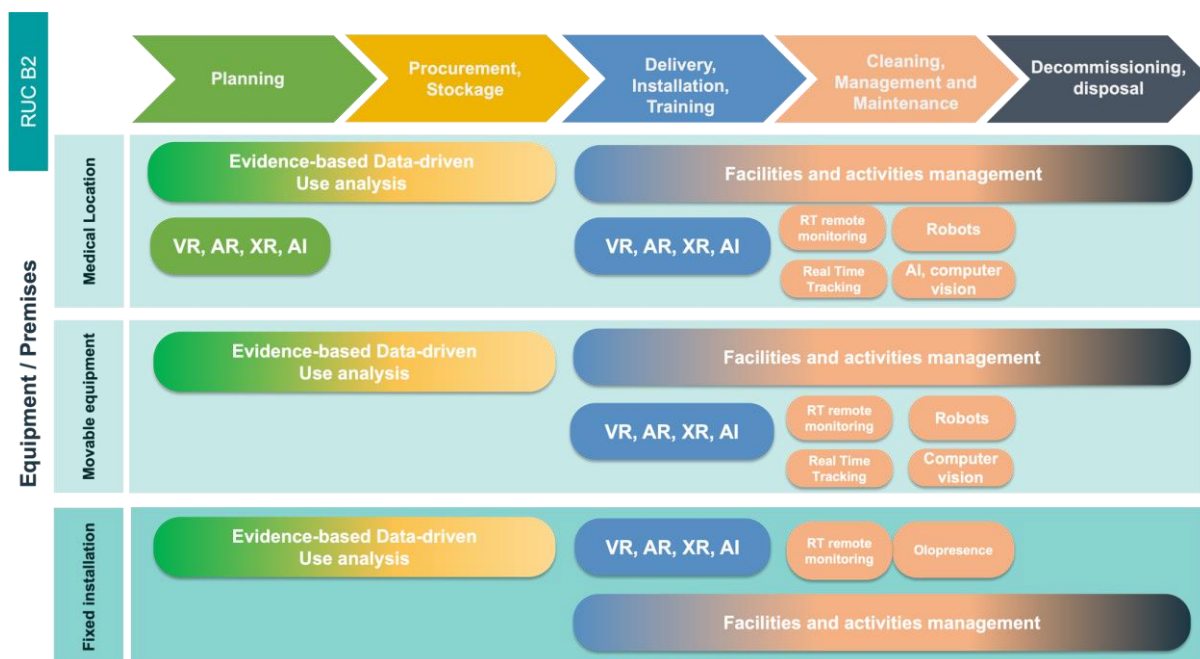 RUC B2
Planning
Procurement,
Stockage
Delivery,
Installation,
Training
Cleaning,
Management and
Maintenance
Decommissioning,
disposal
Equipment / Premises
Medical Location
Evidence-based Data-driven
Use analysis
Facilities and activities management
VR, AR, XR, AI
VR, AR, XR, AI
RT remote
monitoring
Robots
Real Time
Tracking
AI, computer
vision
Movable equipment
Evidence-based Data-driven
Use analysis
Facilities and activities management
VR, AR, XR, AI
RT remote
monitoring
Robots
Real Time
Tracking
Computer
vision
Fixed installation
Evidence-based Data-driven
Use analysis
VR, AR, XR, AI
RT remote
monitoring
Olopresence
Facilities and activities management